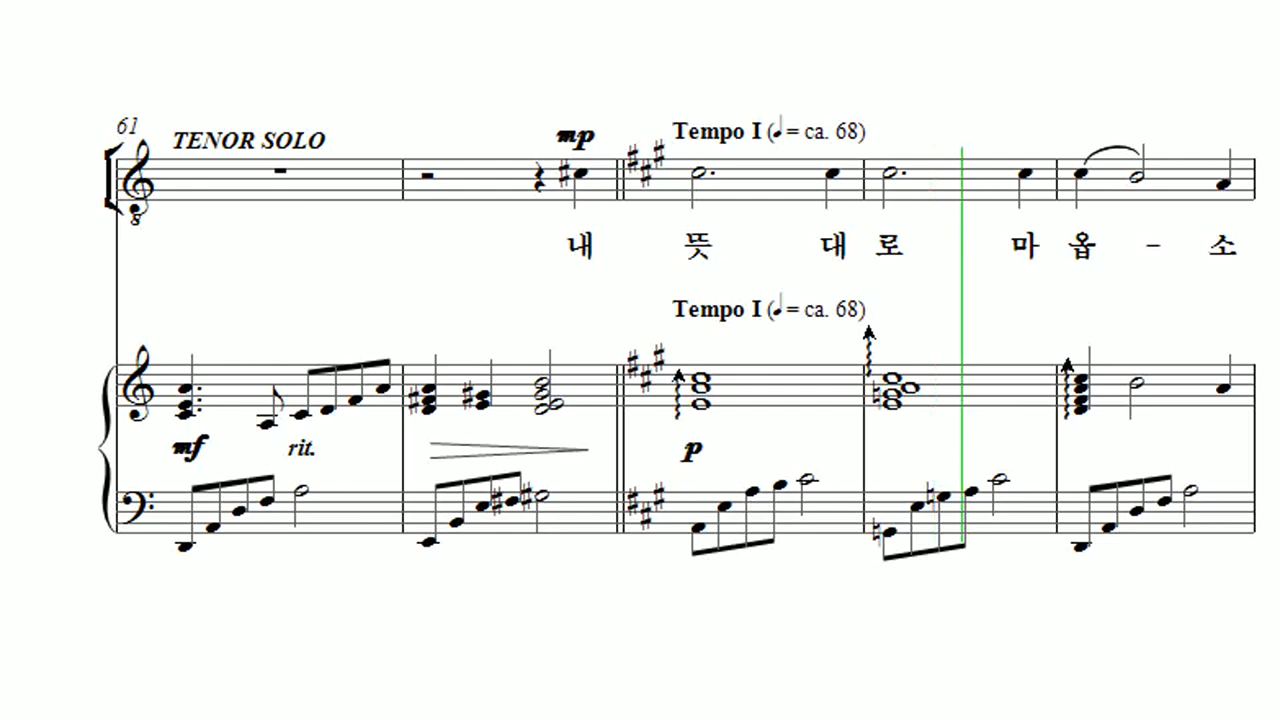 61
TENOR SOLO
mp
Tempo I (♩= ca. 68)
내 뜻 대 로 마 옵 - 소
Tempo I (♩= ca. 68)
mf rit. p